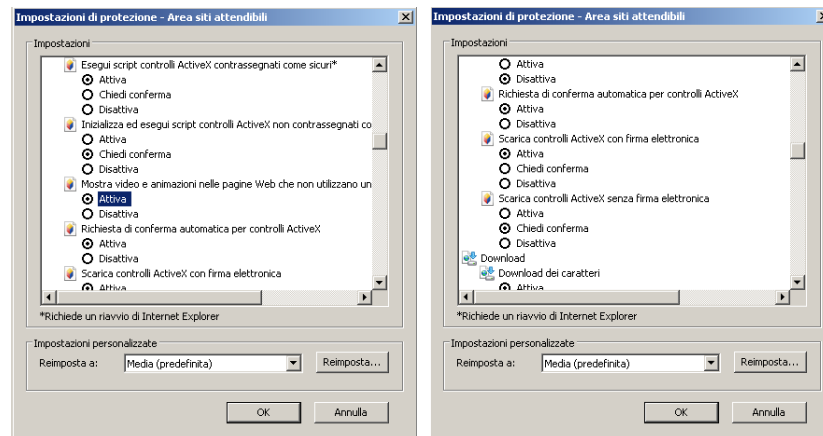 Impostazioni di protezione - Area siti attendibili
Impostazioni
Esegui script controlli ActiveX contrassegnati come sicuri*
Attiva
Chiedi conferma
Disattiva
Inizializza ed esegui script controlli ActiveX non contrassegnati co
Attiva
Chiedi conferma
Disattiva
Mostra video e animazioni nelle pagine Web che non utilizzano un
Attiva
Disattiva
Richiesta di conferma automatica per controlli ActiveX
Attiva
Disattiva
Scarica controlli ActiveX con firma elettronica
Attiva
*Richiede un riavvio di Internet Explorer
Impostazioni personalizzate
Reimposta a: Media (predefinita) Reimposta...
OK Annulla
Impostazioni di protezione - Area siti attendibili
Impostazioni
Attiva
Disattiva
Richiesta di conferma automatica per controlli ActiveX
Attiva
Disattiva
Scarica controlli ActiveX con firma elettronica
Attiva
Chiedi conferma
Disattiva
Scarica controlli ActiveX senza firma elettronica
Attiva
Chiedi conferma
Disattiva
Download
Download dei caratteri
Attiva
*Richiede un riavvio di Internet Explorer
Impostazioni personalizzate
Reimposta a: Media (predefinita) Reimposta...
OK Annulla